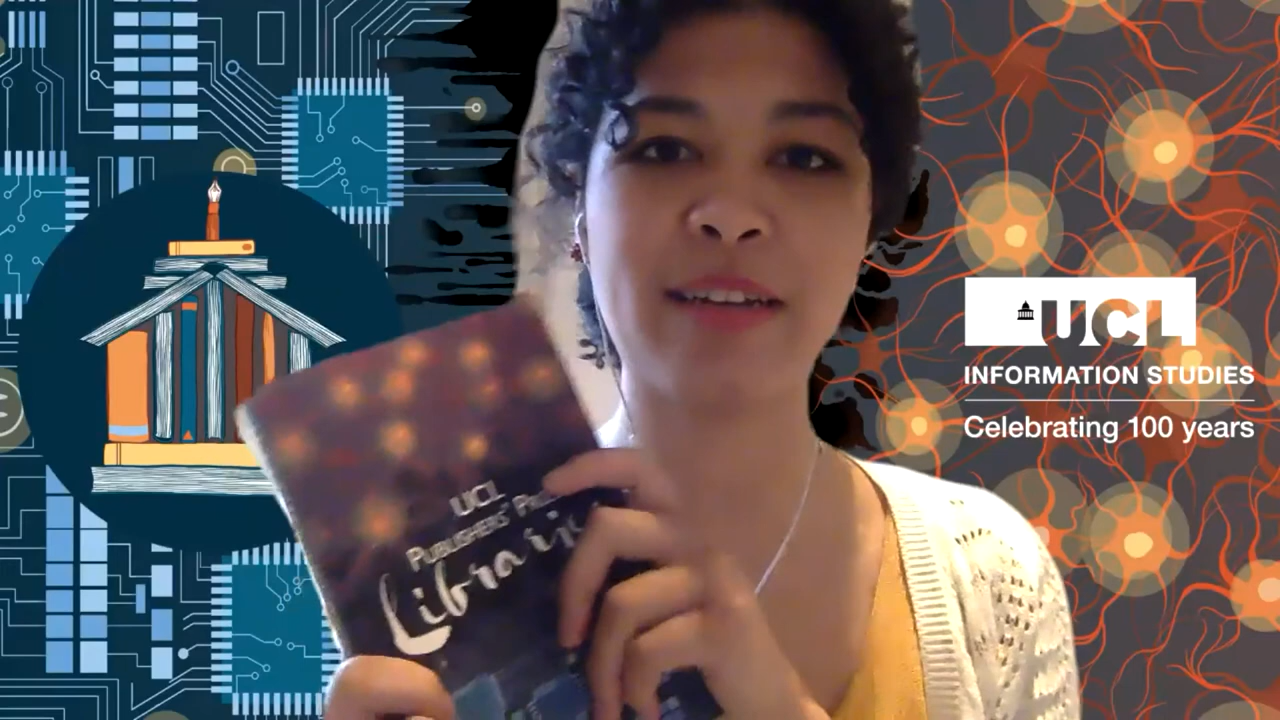 UCL
PUBLISHERS'
UCL
INFORMATION STUDIES
Celebrating 100 years